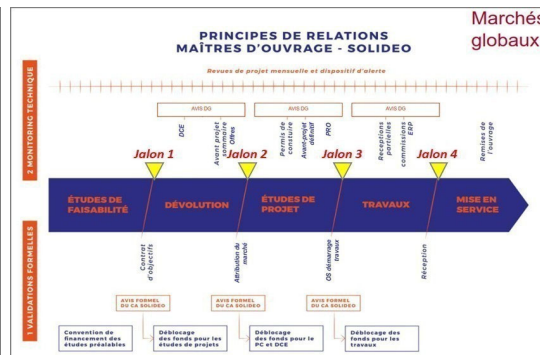 Marchés
globaux
PRINCIPES DE RELATIONS
MAÎTRES D'OUVRAGE - SOLIDEO
Revues de projet mensuelle et dispositif d'alerte
2 MONITORING TECHNIQUE
AVIS DG
AVIS DG
AVIS DG
DCE
Avant projet
sommaire
Offres
Permis de
construire
Avant-projet
définitif
PRO
Réceptions
partielles
commissions
ERP
Remises de
l'ouvrage
Jalon 1
Jalon 2
Jalon 3
Jalon 4
ÉTUDES DE
FAISABILITÉ
DÉVOLUTION
ÉTUDES DE
PROJET
TRAVAUX
MISE EN
SERVICE
1 VALIDATIONS FORMELLES
Contrat
d'objectifs
Attribution du
marché
OS démarrage
travaux
Réception
AVIS FORMEL
DU CA SOLIDEO
AVIS FORMEL
DU CA SOLIDEO
AVIS FORMEL
DU CA SOLIDEO
Convention de
financement des
études préalables
Déblocage
des fonds pour les
études de projets
Déblocage
des fonds pour le
PC et DCE
Déblocage des
fonds pour les
travaux